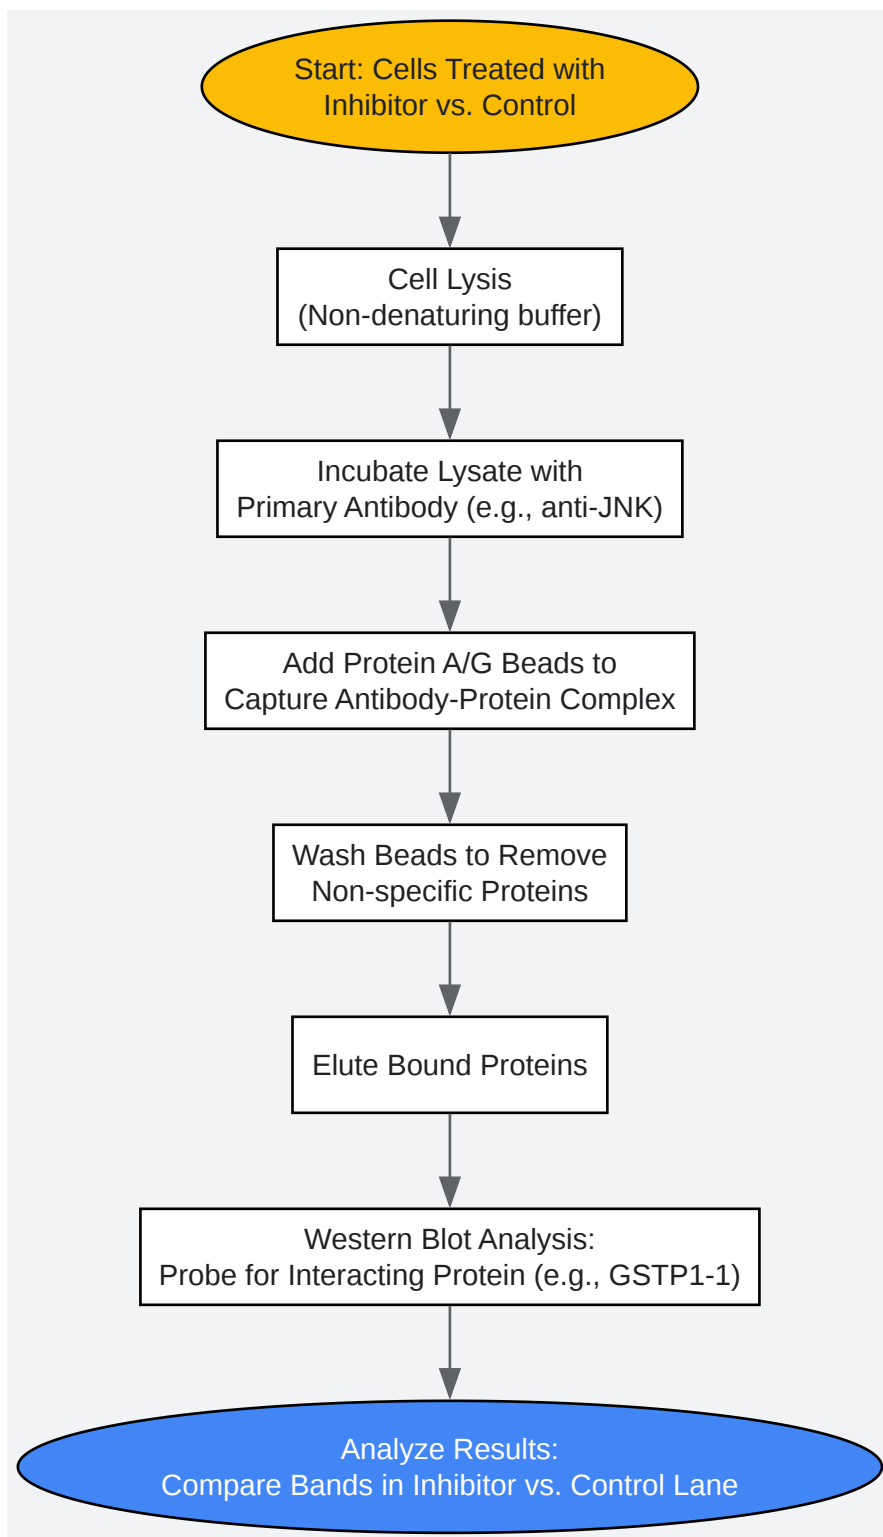 Start: Cells Treated with
Inhibitor vs. Control
Cell Lysis
(Non-denaturing buffer)
Incubate Lysate with
Primary Antibody (e.g., anti-JNK)
Add Protein A/G Beads to
Capture Antibody-Protein Complex
Wash Beads to Remove
Non-specific Proteins
Elute Bound Proteins
Western Blot Analysis:
Probe for Interacting Protein (e.g., GSTP1-1)
Analyze Results:
Compare Bands in Inhibitor vs. Control Lane